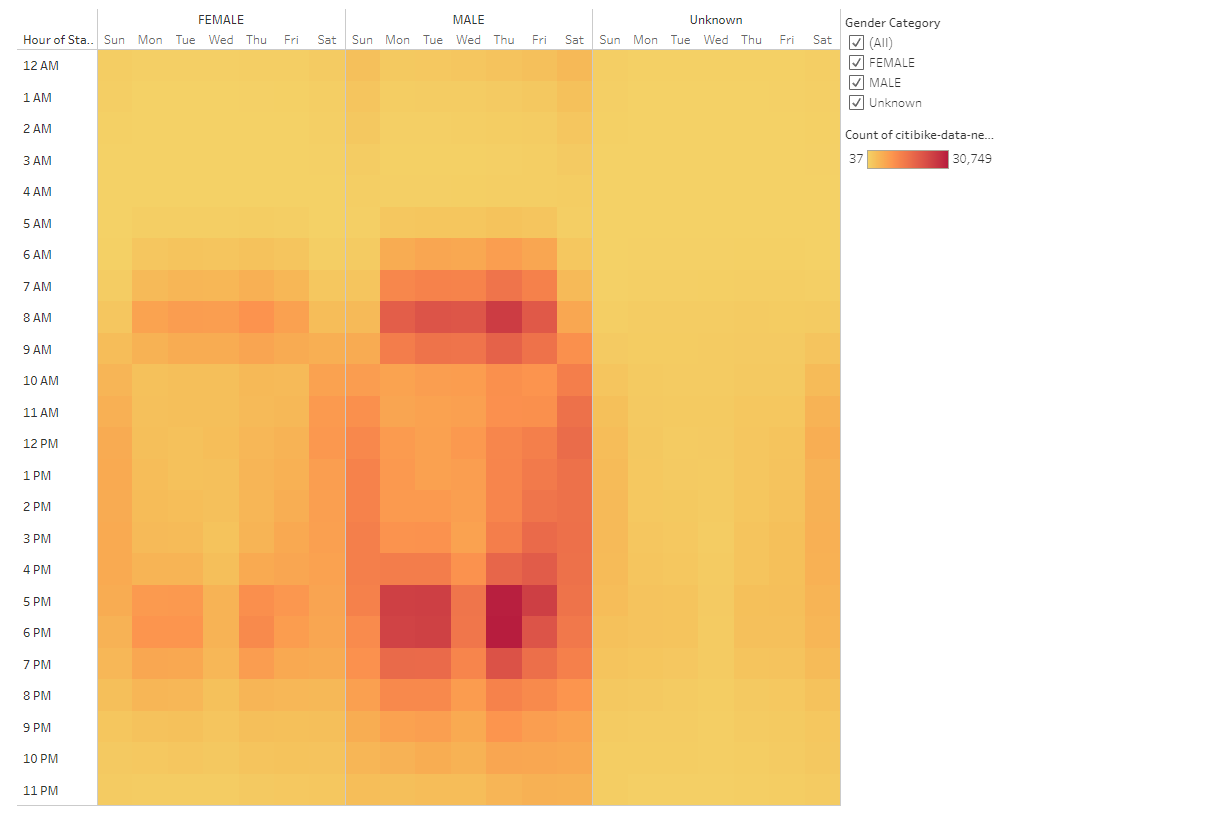 FEMALE MALE Unknown
Hour of Sta.. Sun Mon Tue Wed Thu Fri Sat Sun Mon Tue Wed Thu Fri Sat Sun Mon Tue Wed Thu Fri Sat
12 AM
1 AM
2 AM
3 AM
4 AM
5 AM
6 AM
7 AM
8 AM
9 AM
10 AM
11 AM
12 PM
1 PM
2 PM
3 PM
4 PM
5 PM
6 PM
7 PM
8 PM
9 PM
10 PM
11 PM
Gender Category
(All)
FEMALE
MALE
Unknown
Count of citibike-data-ne...
37 30,749